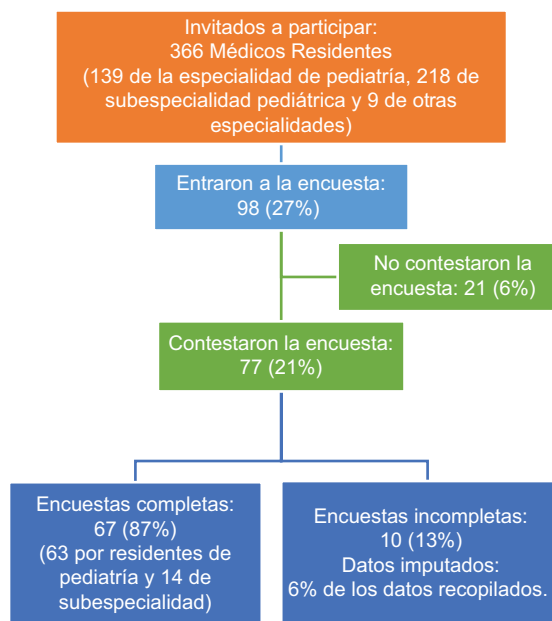 Invitados a participar:
366 Médicos Residentes
(139 de la especialidad de pediatría, 218 de
subespecialidad pediátrica y 9 de otras
especialidades)
Entraron a la encuesta:
98 (27%)
No contestaron la
encuesta: 21 (6%)
Contestaron la encuesta:
77 (21%)
Encuestas completas:
67 (87%)
(63 por residentes de
pediatría y 14 de
subespecialidad)
Encuestas incompletas:
10 (13%)
Datos imputados:
6% de los datos recopilados.